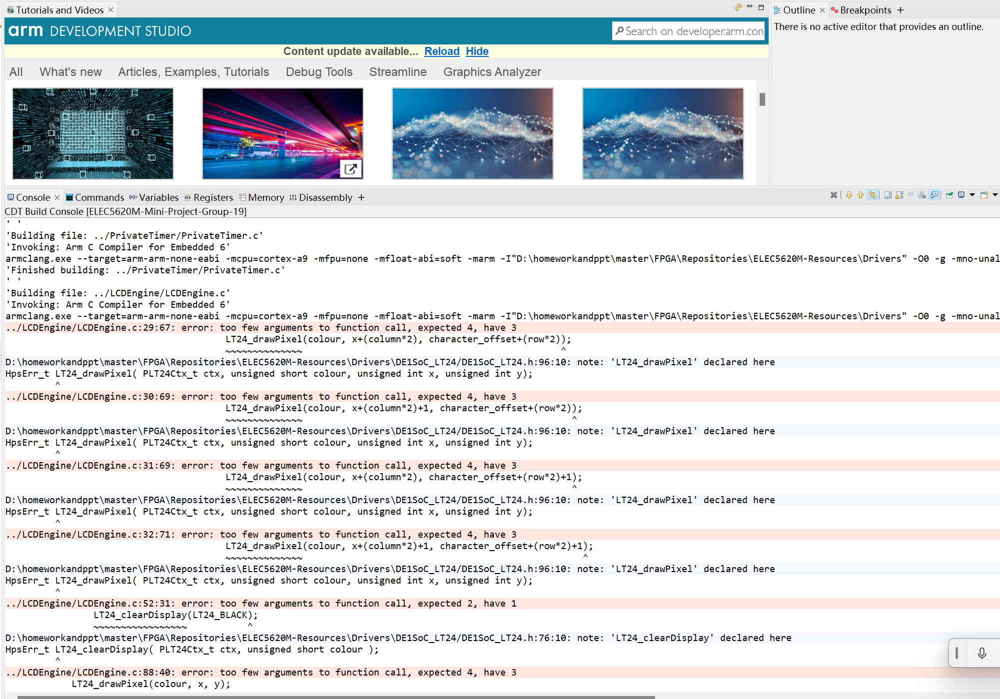 Tutorials and Videos
Outline
Breakpoints
arm DEVELOPMENT STUDIO
Search on developer.arm.con
There is no active editor that provides an outline.
Content update available... Reload Hide
All What's new Articles, Examples, Tutorials Debug Tools Streamline Graphics Analyzer
Console Commands Variables Registers Memory Disassembly
CDT Build Console [ELEC5620M-Mini-Project-Group-19]
' '
'Building file: ../PrivateTimer/PrivateTimer.c'
'Invoking: Arm C Compiler for Embedded 6'
armclang.exe --target=arm-arm-none-eabi -mcpu=cortex-a9 -mfpu=none -mfloat-abi=soft -marm -I"D:\homeworkandppt\master\FPGA\Repositories\ELEC5620M-Resources\Drivers" -O0 -g -mno-unal
'Finished building: ../PrivateTimer/PrivateTimer.c'
' '
'Building file: ../LCDEngine/LCDEngine.c'
'Invoking: Arm C Compiler for Embedded 6'
armclang.exe --target=arm-arm-none-eabi -mcpu=cortex-a9 -mfpu=none -mfloat-abi=soft -marm -I"D:\homeworkandppt\master\FPGA\Repositories\ELEC5620M-Resources\Drivers" -O0 -g -mno-unal
../LCDEngine/LCDEngine.c:29:67: error: too few arguments to function call, expected 4, have 3
LT24_drawPixel(colour, x+(column*2), character_offset+(row*2));
~~~~~~~~~~~~~~ ^
D:\homeworkandppt\master\FPGA\Repositories\ELEC5620M-Resources\Drivers\DE1SoC_LT24/DE1SoC_LT24.h:96:10: note: 'LT24_drawPixel' declared here
HpsErr_t LT24_drawPixel( PLT24Ctx_t ctx, unsigned short colour, unsigned int x, unsigned int y);
^
../LCDEngine/LCDEngine.c:30:69: error: too few arguments to function call, expected 4, have 3
LT24_drawPixel(colour, x+(column*2)+1, character_offset+(row*2));
~~~~~~~~~~~~~~ ^
D:\homeworkandppt\master\FPGA\Repositories\ELEC5620M-Resources\Drivers\DE1SoC_LT24/DE1SoC_LT24.h:96:10: note: 'LT24_drawPixel' declared here
HpsErr_t LT24_drawPixel( PLT24Ctx_t ctx, unsigned short colour, unsigned int x, unsigned int y);
^
../LCDEngine/LCDEngine.c:31:69: error: too few arguments to function call, expected 4, have 3
LT24_drawPixel(colour, x+(column*2), character_offset+(row*2)+1);
~~~~~~~~~~~~~~ ^
D:\homeworkandppt\master\FPGA\Repositories\ELEC5620M-Resources\Drivers\DE1SoC_LT24/DE1SoC_LT24.h:96:10: note: 'LT24_drawPixel' declared here
HpsErr_t LT24_drawPixel( PLT24Ctx_t ctx, unsigned short colour, unsigned int x, unsigned int y);
^
../LCDEngine/LCDEngine.c:32:71: error: too few arguments to function call, expected 4, have 3
LT24_drawPixel(colour, x+(column*2)+1, character_offset+(row*2)+1);
~~~~~~~~~~~~~~ ^
D:\homeworkandppt\master\FPGA\Repositories\ELEC5620M-Resources\Drivers\DE1SoC_LT24/DE1SoC_LT24.h:96:10: note: 'LT24_drawPixel' declared here
HpsErr_t LT24_drawPixel( PLT24Ctx_t ctx, unsigned short colour, unsigned int x, unsigned int y);
^
../LCDEngine/LCDEngine.c:52:31: error: too few arguments to function call, expected 2, have 1
LT24_clearDisplay(LT24_BLACK);
~~~~~~~~~~~~~~~~~ ^
D:\homeworkandppt\master\FPGA\Repositories\ELEC5620M-Resources\Drivers\DE1SoC_LT24/DE1SoC_LT24.h:76:10: note: 'LT24_clearDisplay' declared here
HpsErr_t LT24_clearDisplay( PLT24Ctx_t ctx, unsigned short colour );
^
../LCDEngine/LCDEngine.c:88:40: error: too few arguments to function call, expected 4, have 3
LT24_drawPixel(colour, x, y);